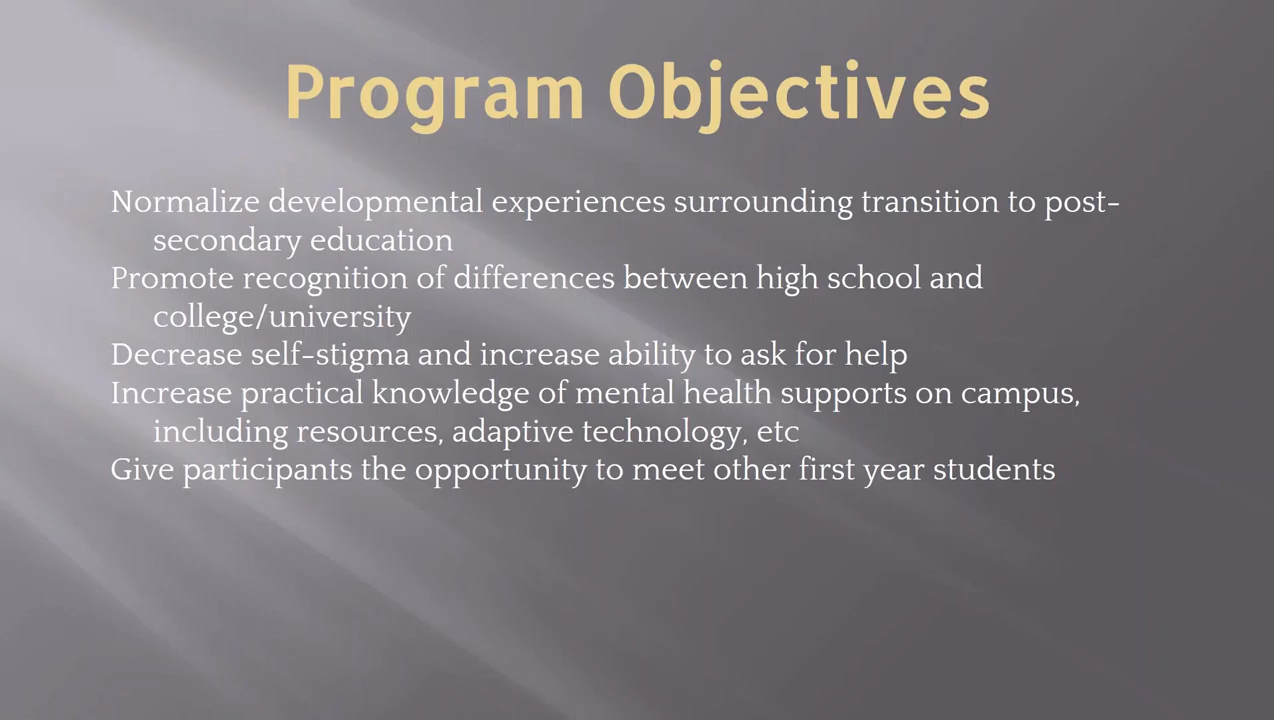 Program Objectives
Normalize developmental experiences surrounding transition to post-
secondary education
Promote recognition of differences between high school and
college/university
Decrease self-stigma and increase ability to ask for help
Increase practical knowledge of mental health supports on campus,
including resources, adaptive technology, etc
Give participants the opportunity to meet other first year students